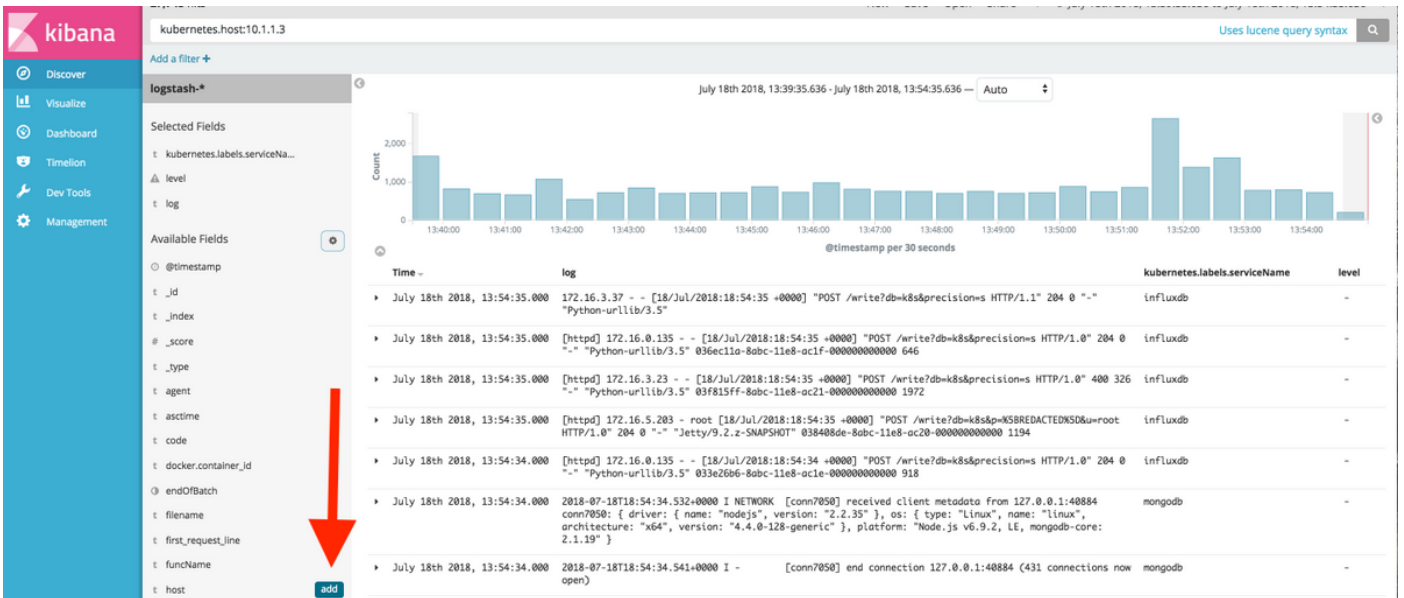 kibana
Discover
Visualize
Dashboard
Timelion
Dev Tools
Management
kubernetes.host:10.1.1.3
Uses lucene query syntax
Add a filter +
logstash-*
Selected Fields
t kubernetes.labels.serviceNa...
level
t log
Available Fields
@timestamp
t _id
t _index
# _score
t _type
t agent
t asctime
t code
t docker.container_id
endOfBatch
t filename
t first_request_line
t funcName
t host
add
July 18th 2018, 13:39:35.636 - July 18th 2018, 13:54:35.636 — Auto
Count
2,000
1,000
0
13:40:00 13:41:00 13:42:00 13:43:00 13:44:00 13:45:00 13:46:00 13:47:00 13:48:00 13:49:00 13:50:00 13:51:00 13:52:00 13:53:00 13:54:00
@timestamp per 30 seconds
Time log kubernetes.labels.serviceName level
July 18th 2018, 13:54:35.000 172.16.3.37 - - [18/Jul/2018:18:54:35 +0000] "POST /write?db=k8s&precision=s HTTP/1.1" 204 0 "-" influxdb -
"Python-urllib/3.5"
July 18th 2018, 13:54:35.000 [httpd] 172.16.0.135 - - [18/Jul/2018:18:54:35 +0000] "POST /write?db=k8s&precision=s HTTP/1.0" 204 0 influxdb -
"-" "Python-urllib/3.5" 036ec11a-8abc-11e8-ac1f-000000000000 646
July 18th 2018, 13:54:35.000 [httpd] 172.16.3.23 - - [18/Jul/2018:18:54:35 +0000] "POST /write?db=k8s&precision=s HTTP/1.0" 400 326 influxdb -
"-" "Python-urllib/3.5" 03f815ff-8abc-11e8-ac21-000000000000 1972
July 18th 2018, 13:54:35.000 [httpd] 172.16.5.203 - root [18/Jul/2018:18:54:35 +0000] "POST /write?db=k8s&p=%5BREDACTED%5D&u=root influxdb -
HTTP/1.0" 204 0 "-" "Jetty/9.2.z-SNAPSHOT" 038408de-8abc-11e8-ac20-000000000000 1194
July 18th 2018, 13:54:34.000 [httpd] 172.16.0.135 - - [18/Jul/2018:18:54:34 +0000] "POST /write?db=k8s&precision=s HTTP/1.0" 204 0 influxdb -
"-" "Python-urllib/3.5" 033e26b6-8abc-11e8-ac1e-000000000000 918
July 18th 2018, 13:54:34.000 2018-07-18T18:54:34.532+0000 I NETWORK [conn7050] received client metadata from 127.0.0.1:40884 mongodb -
conn7050: { driver: { name: "nodejs", version: "2.2.35" }, os: { type: "Linux", name: "linux",
architecture: "x64", version: "4.4.0-128-generic" }, platform: "Node.js v6.9.2, LE, mongodb-core:
2.1.19" }
July 18th 2018, 13:54:34.000 2018-07-18T18:54:34.541+0000 I - [conn7050] end connection 127.0.0.1:40884 (431 connections now mongodb -
open)